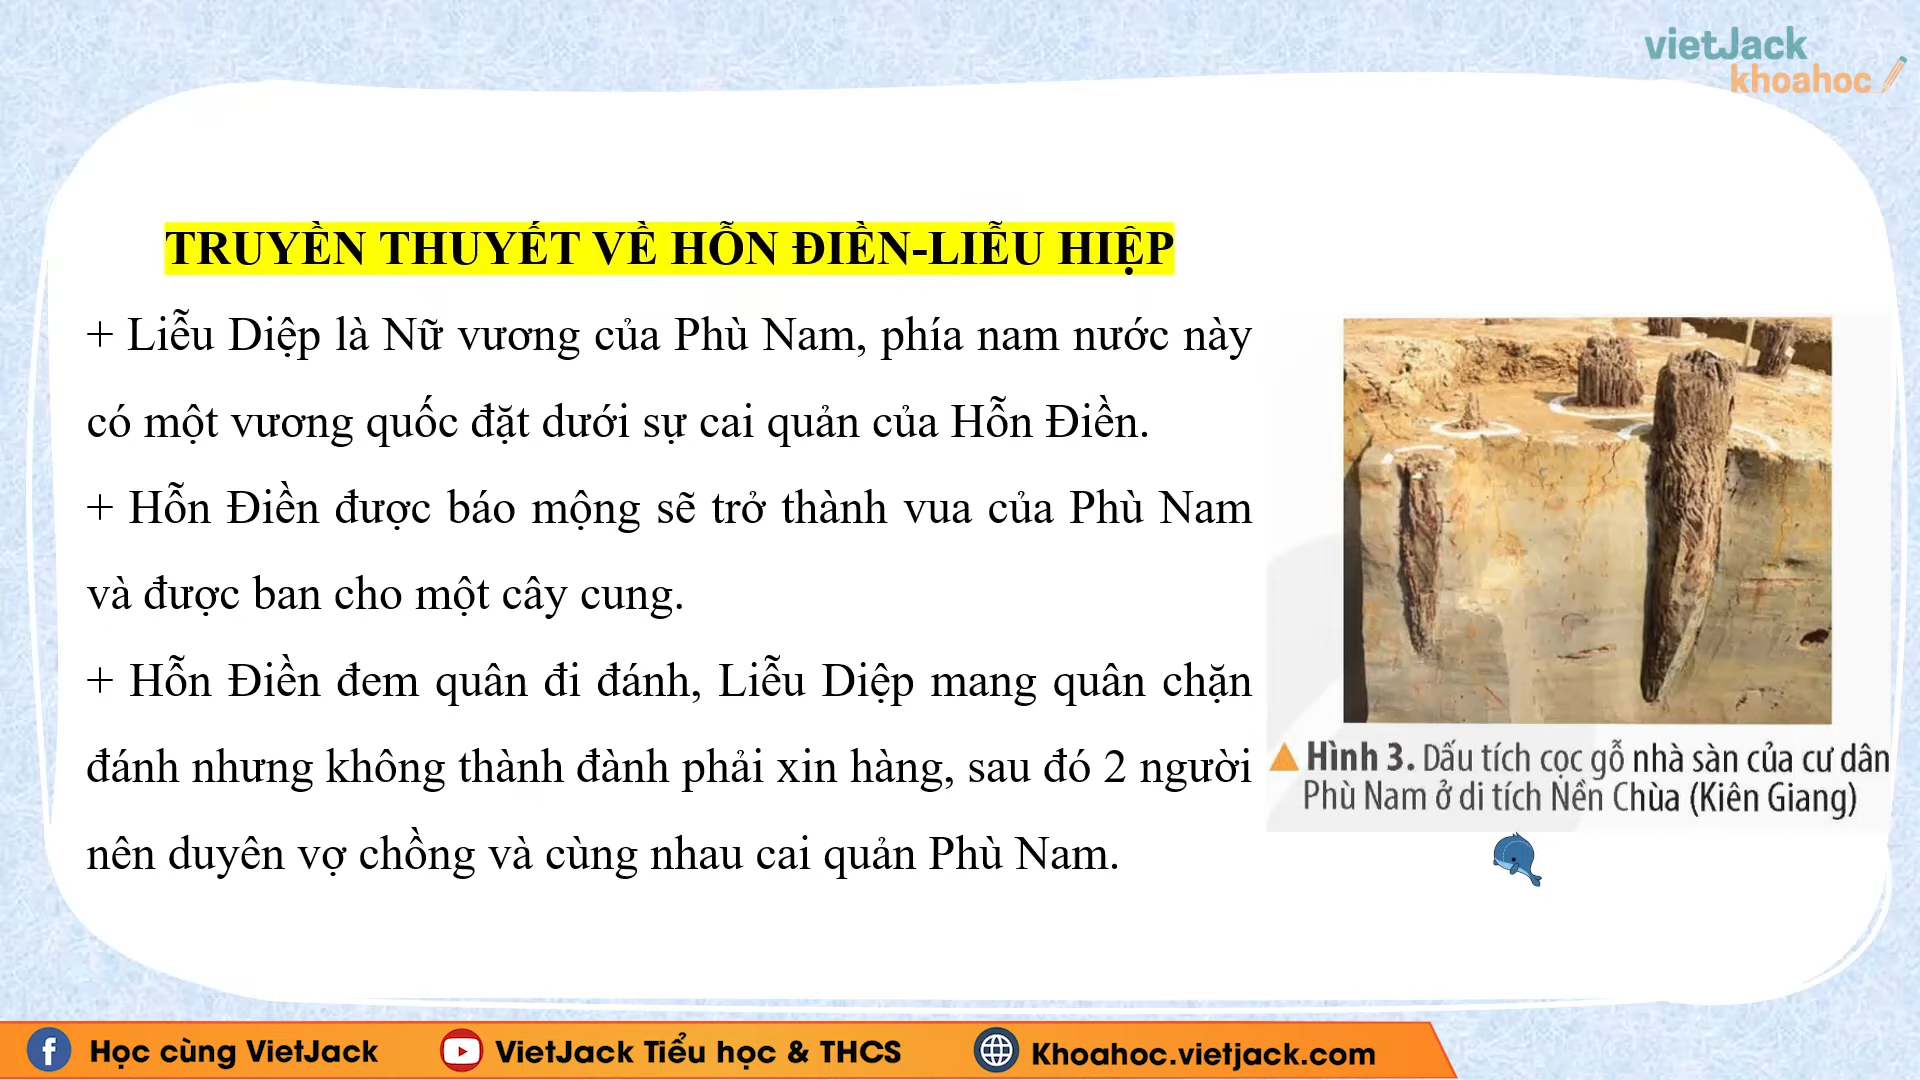 vietJack
khoahoc
TRUYỀN THUYẾT VỀ HỖN ĐIỀN-LIỄU HIỆP
+ Liễu Diệp là Nữ vương của Phù Nam, phía nam nước này
có một vương quốc đặt dưới sự cai quản của Hỗn Điền.
+ Hỗn Điền được báo mộng sẽ trở thành vua của Phù Nam
và được ban cho một cây cung.
+ Hỗn Điền đem quân đi đánh, Liễu Diệp mang quân chặn
đánh nhưng không thành đành phải xin hàng, sau đó 2 người
nên duyên vợ chồng và cùng nhau cai quản Phù Nam.
Hình 3. Dấu tích cọc gỗ nhà sàn của cư dân
Phù Nam ở di tích Nền Chùa (Kiên Giang)
Học cùng VietJack
VietJack Tiểu học & THCS
Khoahoc.vietjack.com